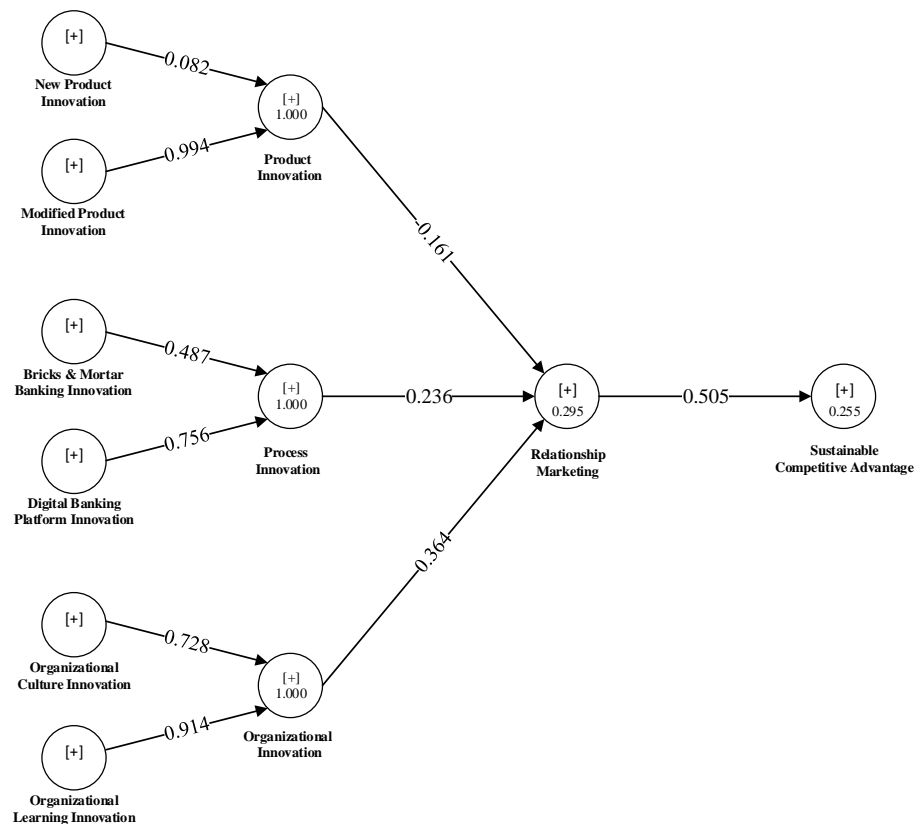 [+]
New Product
Innovation
0.082
[+]
1.000
Product
Innovation
[+]
Modified Product
Innovation
0.994
-0.161
[+]
Bricks & Mortar
Banking Innovation
0.487
[+]
1.000
Process
Innovation
0.236
[+]
0.295
Relationship
Marketing
0.505
[+]
0.255
Sustainable
Competitive Advantage
[+]
Digital Banking
Platform Innovation
0.756
0.364
[+]
Organizational
Culture Innovation
0.728
[+]
1.000
Organizational
Innovation
[+]
Organizational
Learning Innovation
0.914